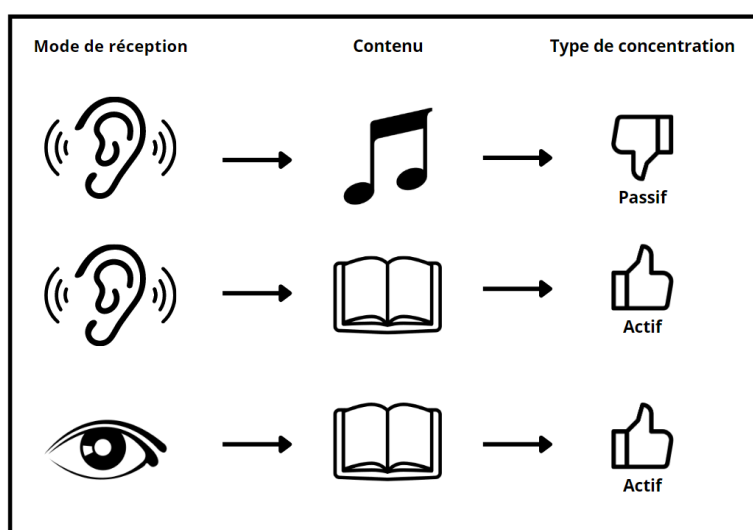 Mode de réception
Contenu
Type de concentration
Passif
Actif
Actif